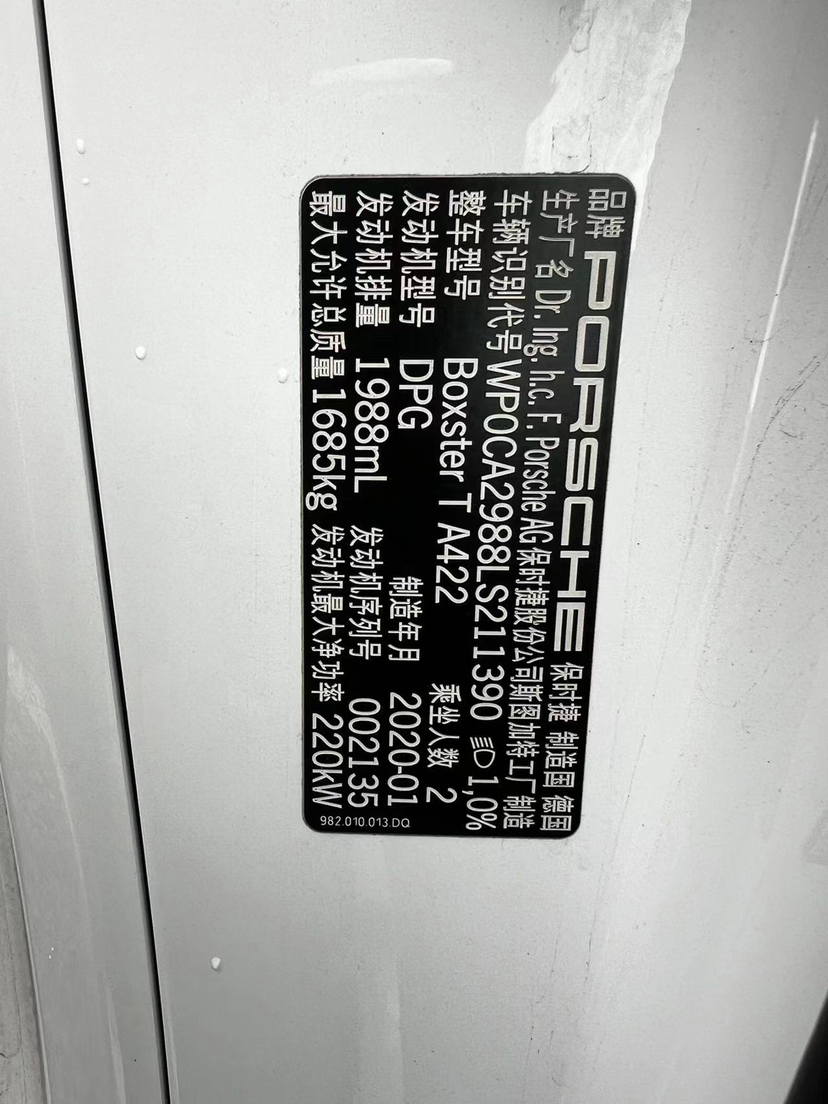 品牌 PORSCHE 保时捷 制造国 德国
生产厂名 Dr. Ing. h.c. F. Porsche AG 保时捷股份公司斯图加特工厂制造
车辆识别代号 WP0CA2988LS211390 1,0%
整车型号 Boxster T A422 乘坐人数 2
发动机型号 DPG 制造年月 2020-01
发动机排量 1988mL 发动机序列号 002135
最大允许总质量 1685kg 发动机最大净功率 220kW
982.010.013.DQ